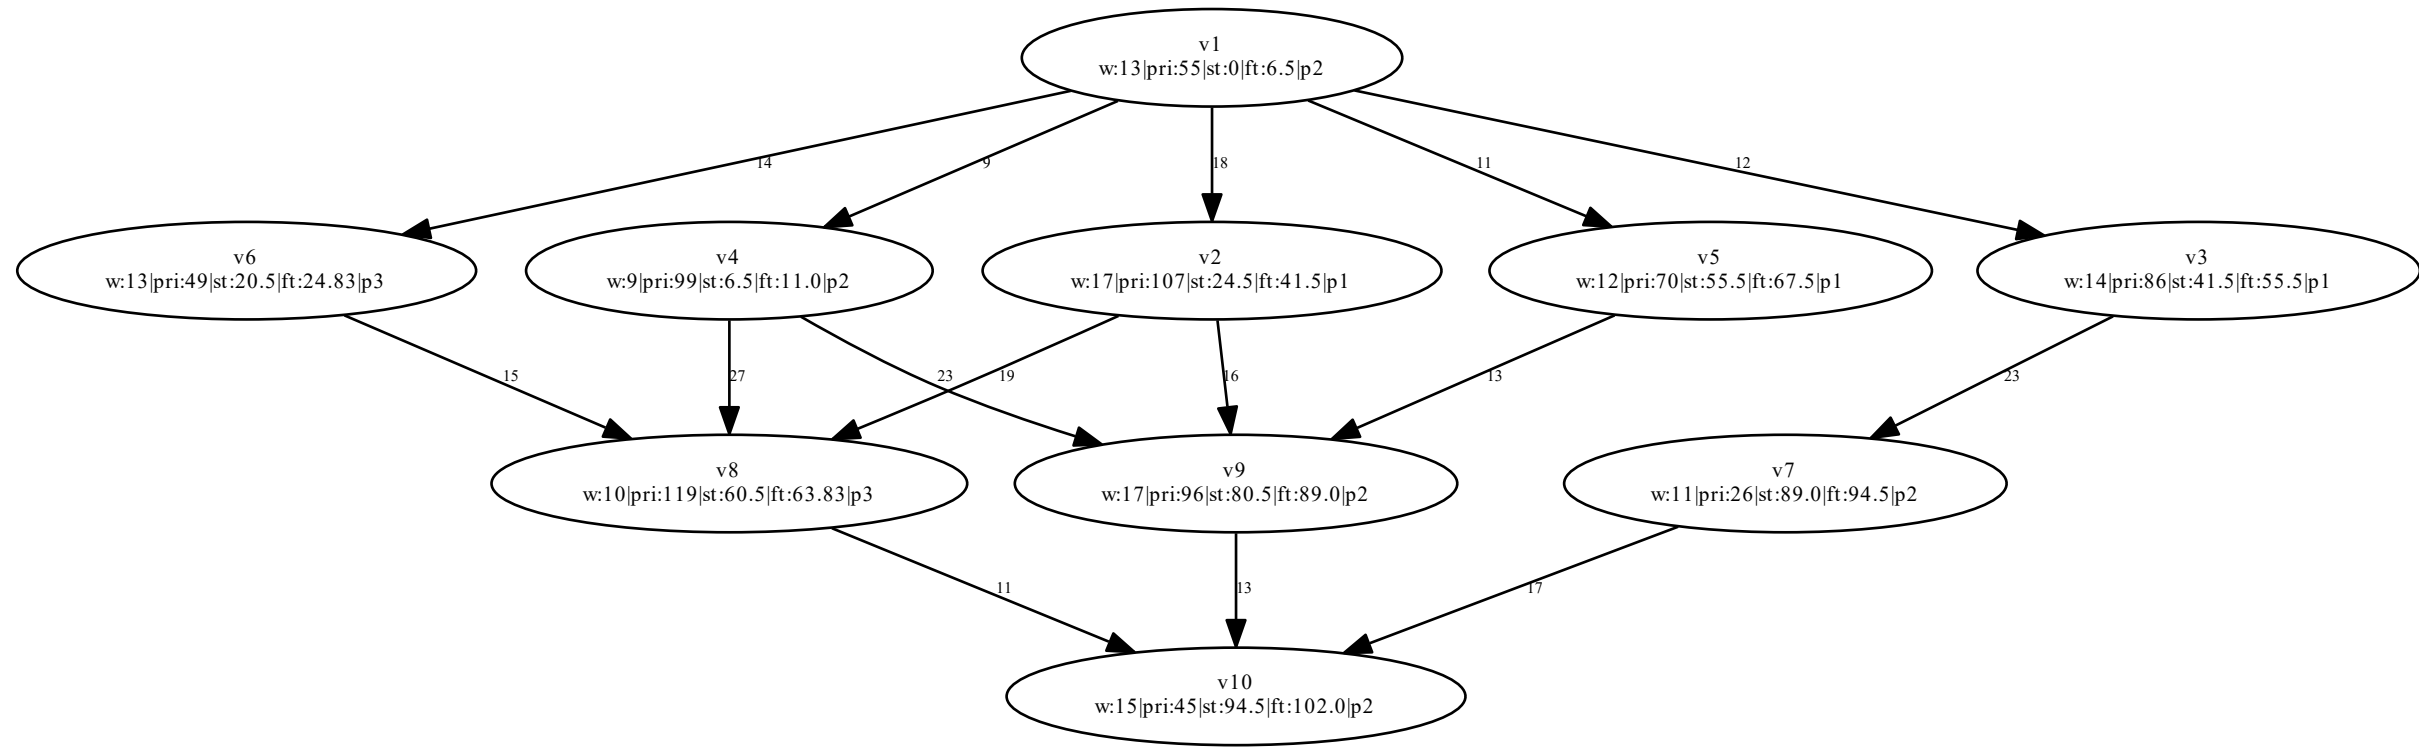 v1
w:13|pri:55|st:0|ft:6.5|p2
14
9
18
11
12
v6
w:13|pri:49|st:20.5|ft:24.83|p3
v4
w:9|pri:99|st:6.5|ft:11.0|p2
v2
w:17|pri:107|st:24.5|ft:41.5|p1
v5
w:12|pri:70|st:55.5|ft:67.5|p1
v3
w:14|pri:86|st:41.5|ft:55.5|p1
15
27
23
19
16
13
23
v8
w:10|pri:119|st:60.5|ft:63.83|p3
v9
w:17|pri:96|st:80.5|ft:89.0|p2
v7
w:11|pri:26|st:89.0|ft:94.5|p2
11
13
17
v10
w:15|pri:45|st:94.5|ft:102.0|p2